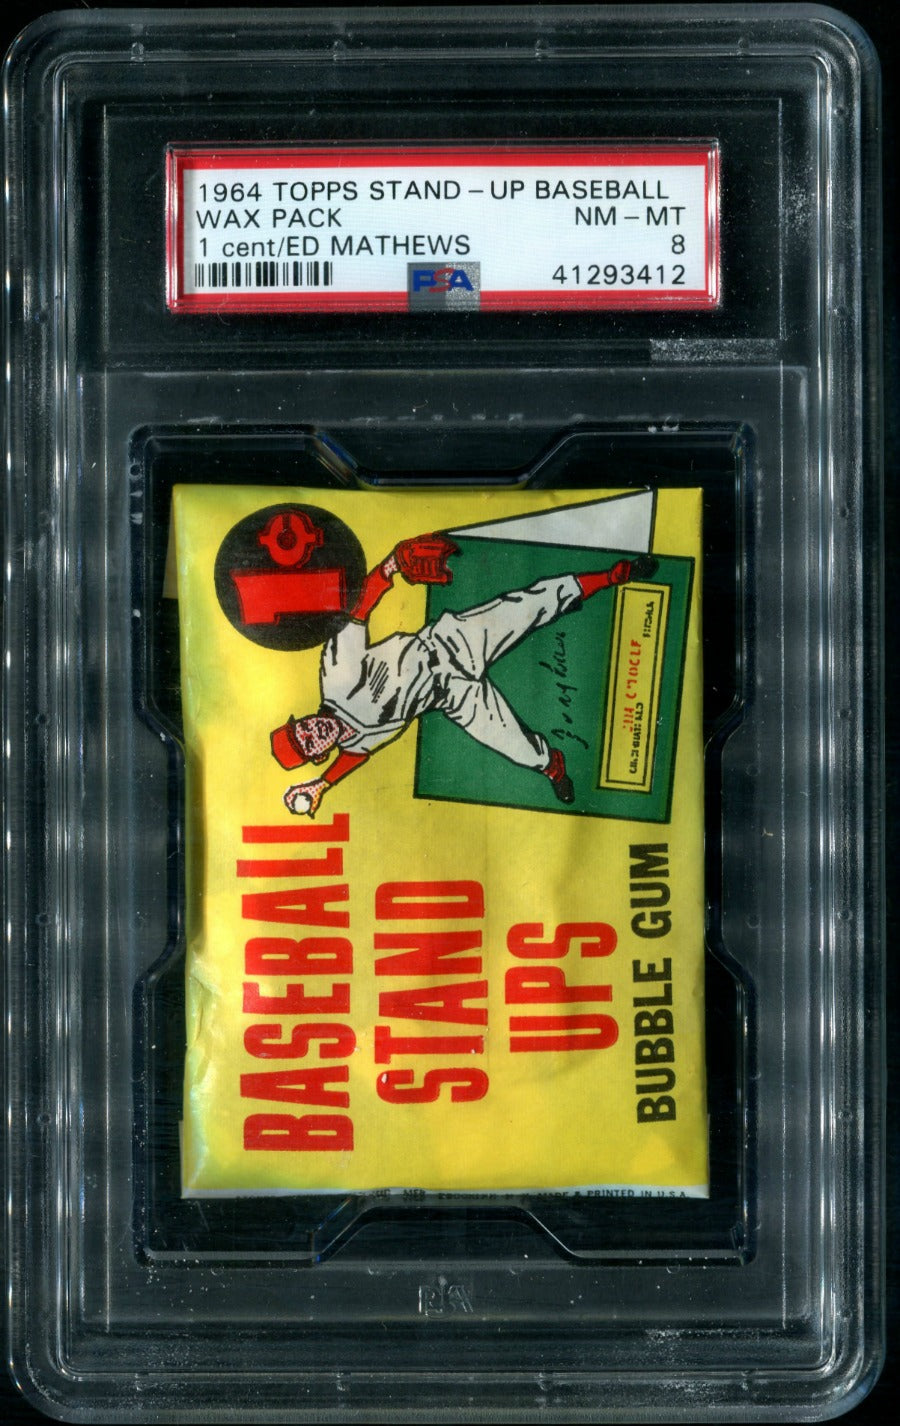 1964 TOPPS STAND-UP BASEBALL
WAX PACK NM-MT
1 cent/ED MATHEWS 8
PSA 41293412
1¢
BASEBALL
STAND
UPS
BUBBLE GUM
MADE & PRINTED IN U.S.A.
PSA